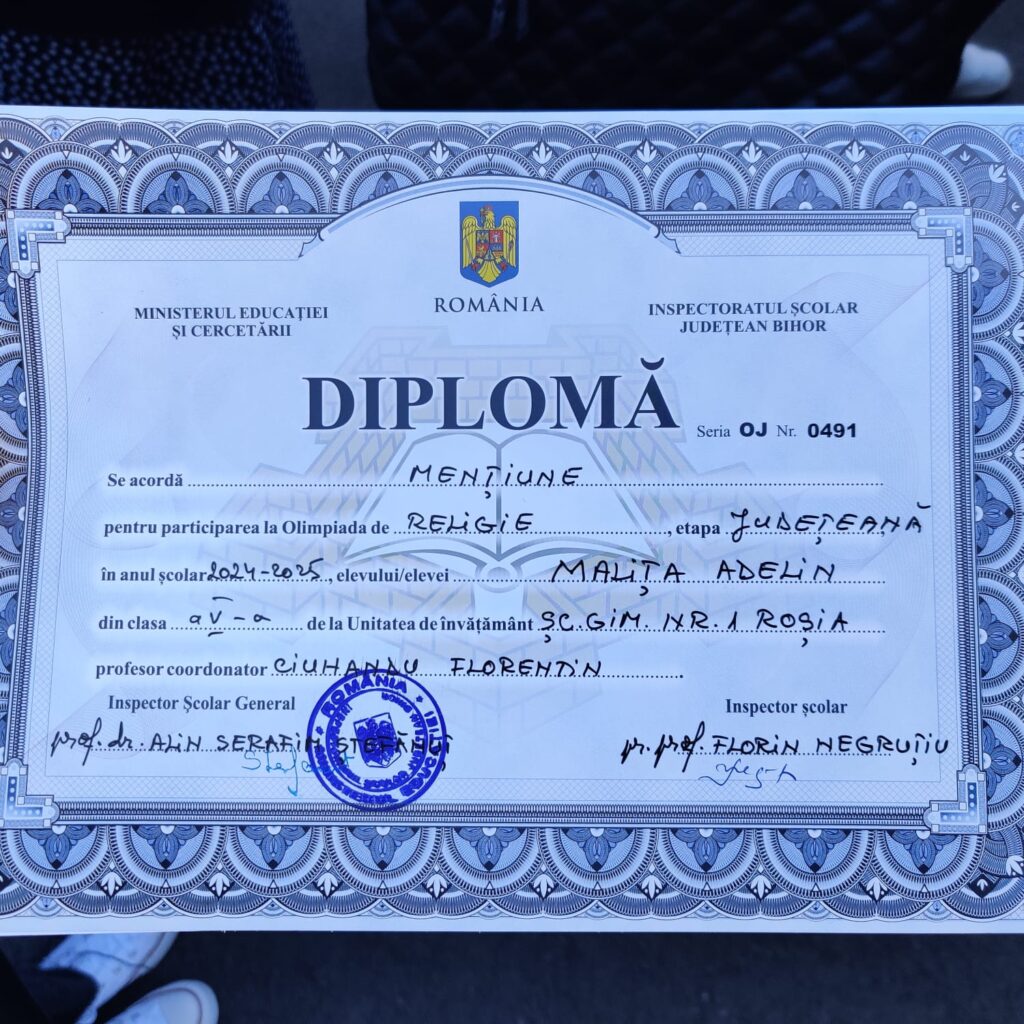 ROMÂNIA
MINISTERUL EDUCAȚIEI
ȘI CERCETĂRII
INSPECTORATUL ȘCOLAR
JUDEȚEAN BIHOR
DIPLOMĂ
Seria OJ Nr. 0491
Se acordă MENȚIUNE
pentru participarea la Olimpiada de RELIGIE, etapa JUDEȚEANĂ
în anul școlar 2024-2025, elevului/elevei MALIȚA ADELIN
din clasa a V-a de la Unitatea de învățământ ȘC. GIM. NR. 1 ROȘIA
profesor coordonator CIUHANDU FLORENTIN.
Inspector Școlar General
prof. dr. ALIN SERAFIM ȘTEFĂNUȚ
Inspector școlar
pr. prof. FLORIN NEGRUȚIU
ROMÂNIA